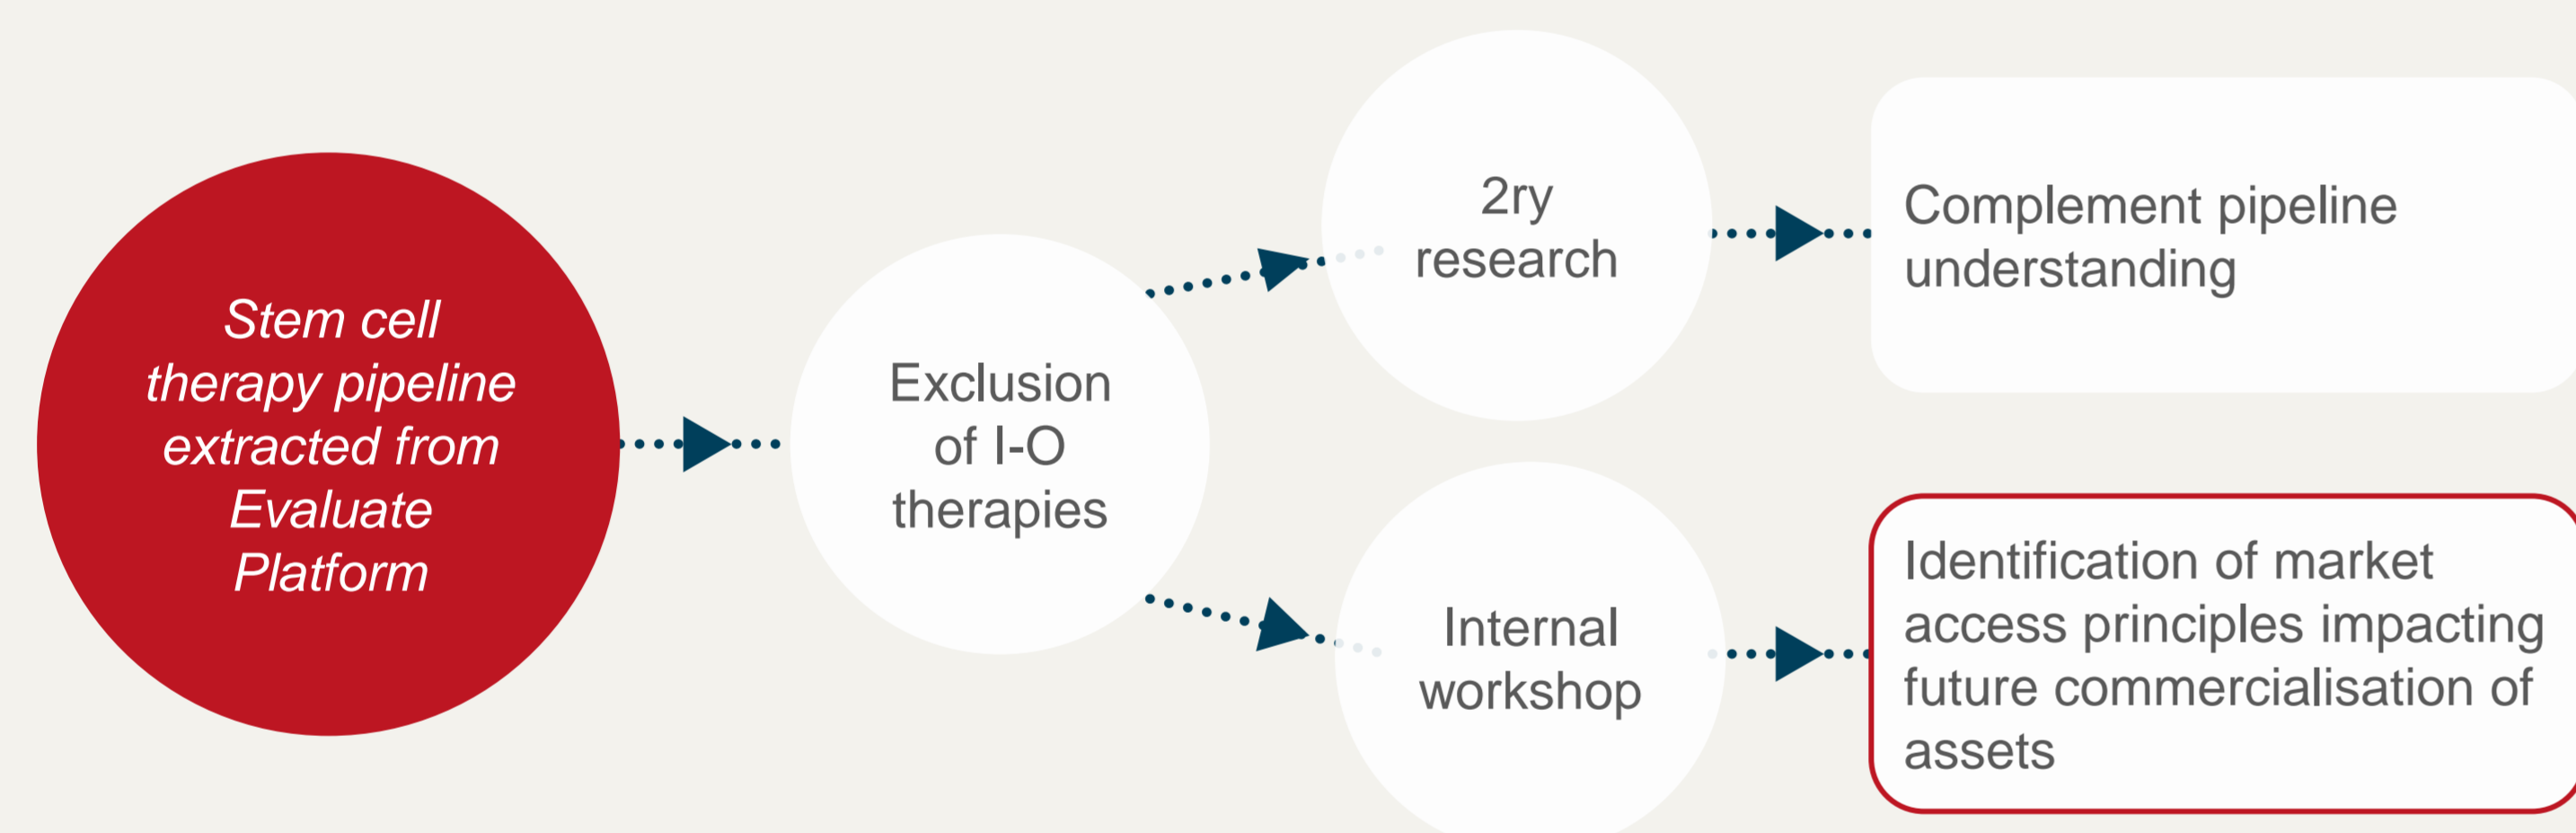 Stem cell
therapy pipeline
extracted from
Evaluate
Platform
Exclusion
of I-O
therapies
2ry
research
Complement pipeline
understanding
Internal
workshop
Identification of market
access principles impacting
future commercialisation of
assets